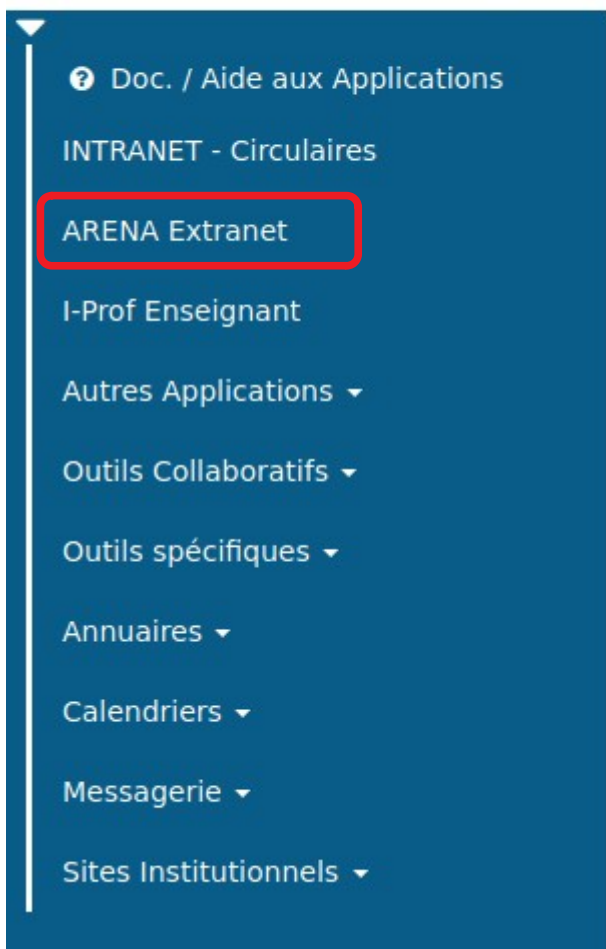 Doc. / Aide aux Applications
INTRANET - Circulaires
ARENA Extranet
I-Prof Enseignant
Autres Applications
Outils Collaboratifs
Outils spécifiques
Annuaires
Calendriers
Messagerie
Sites Institutionnels